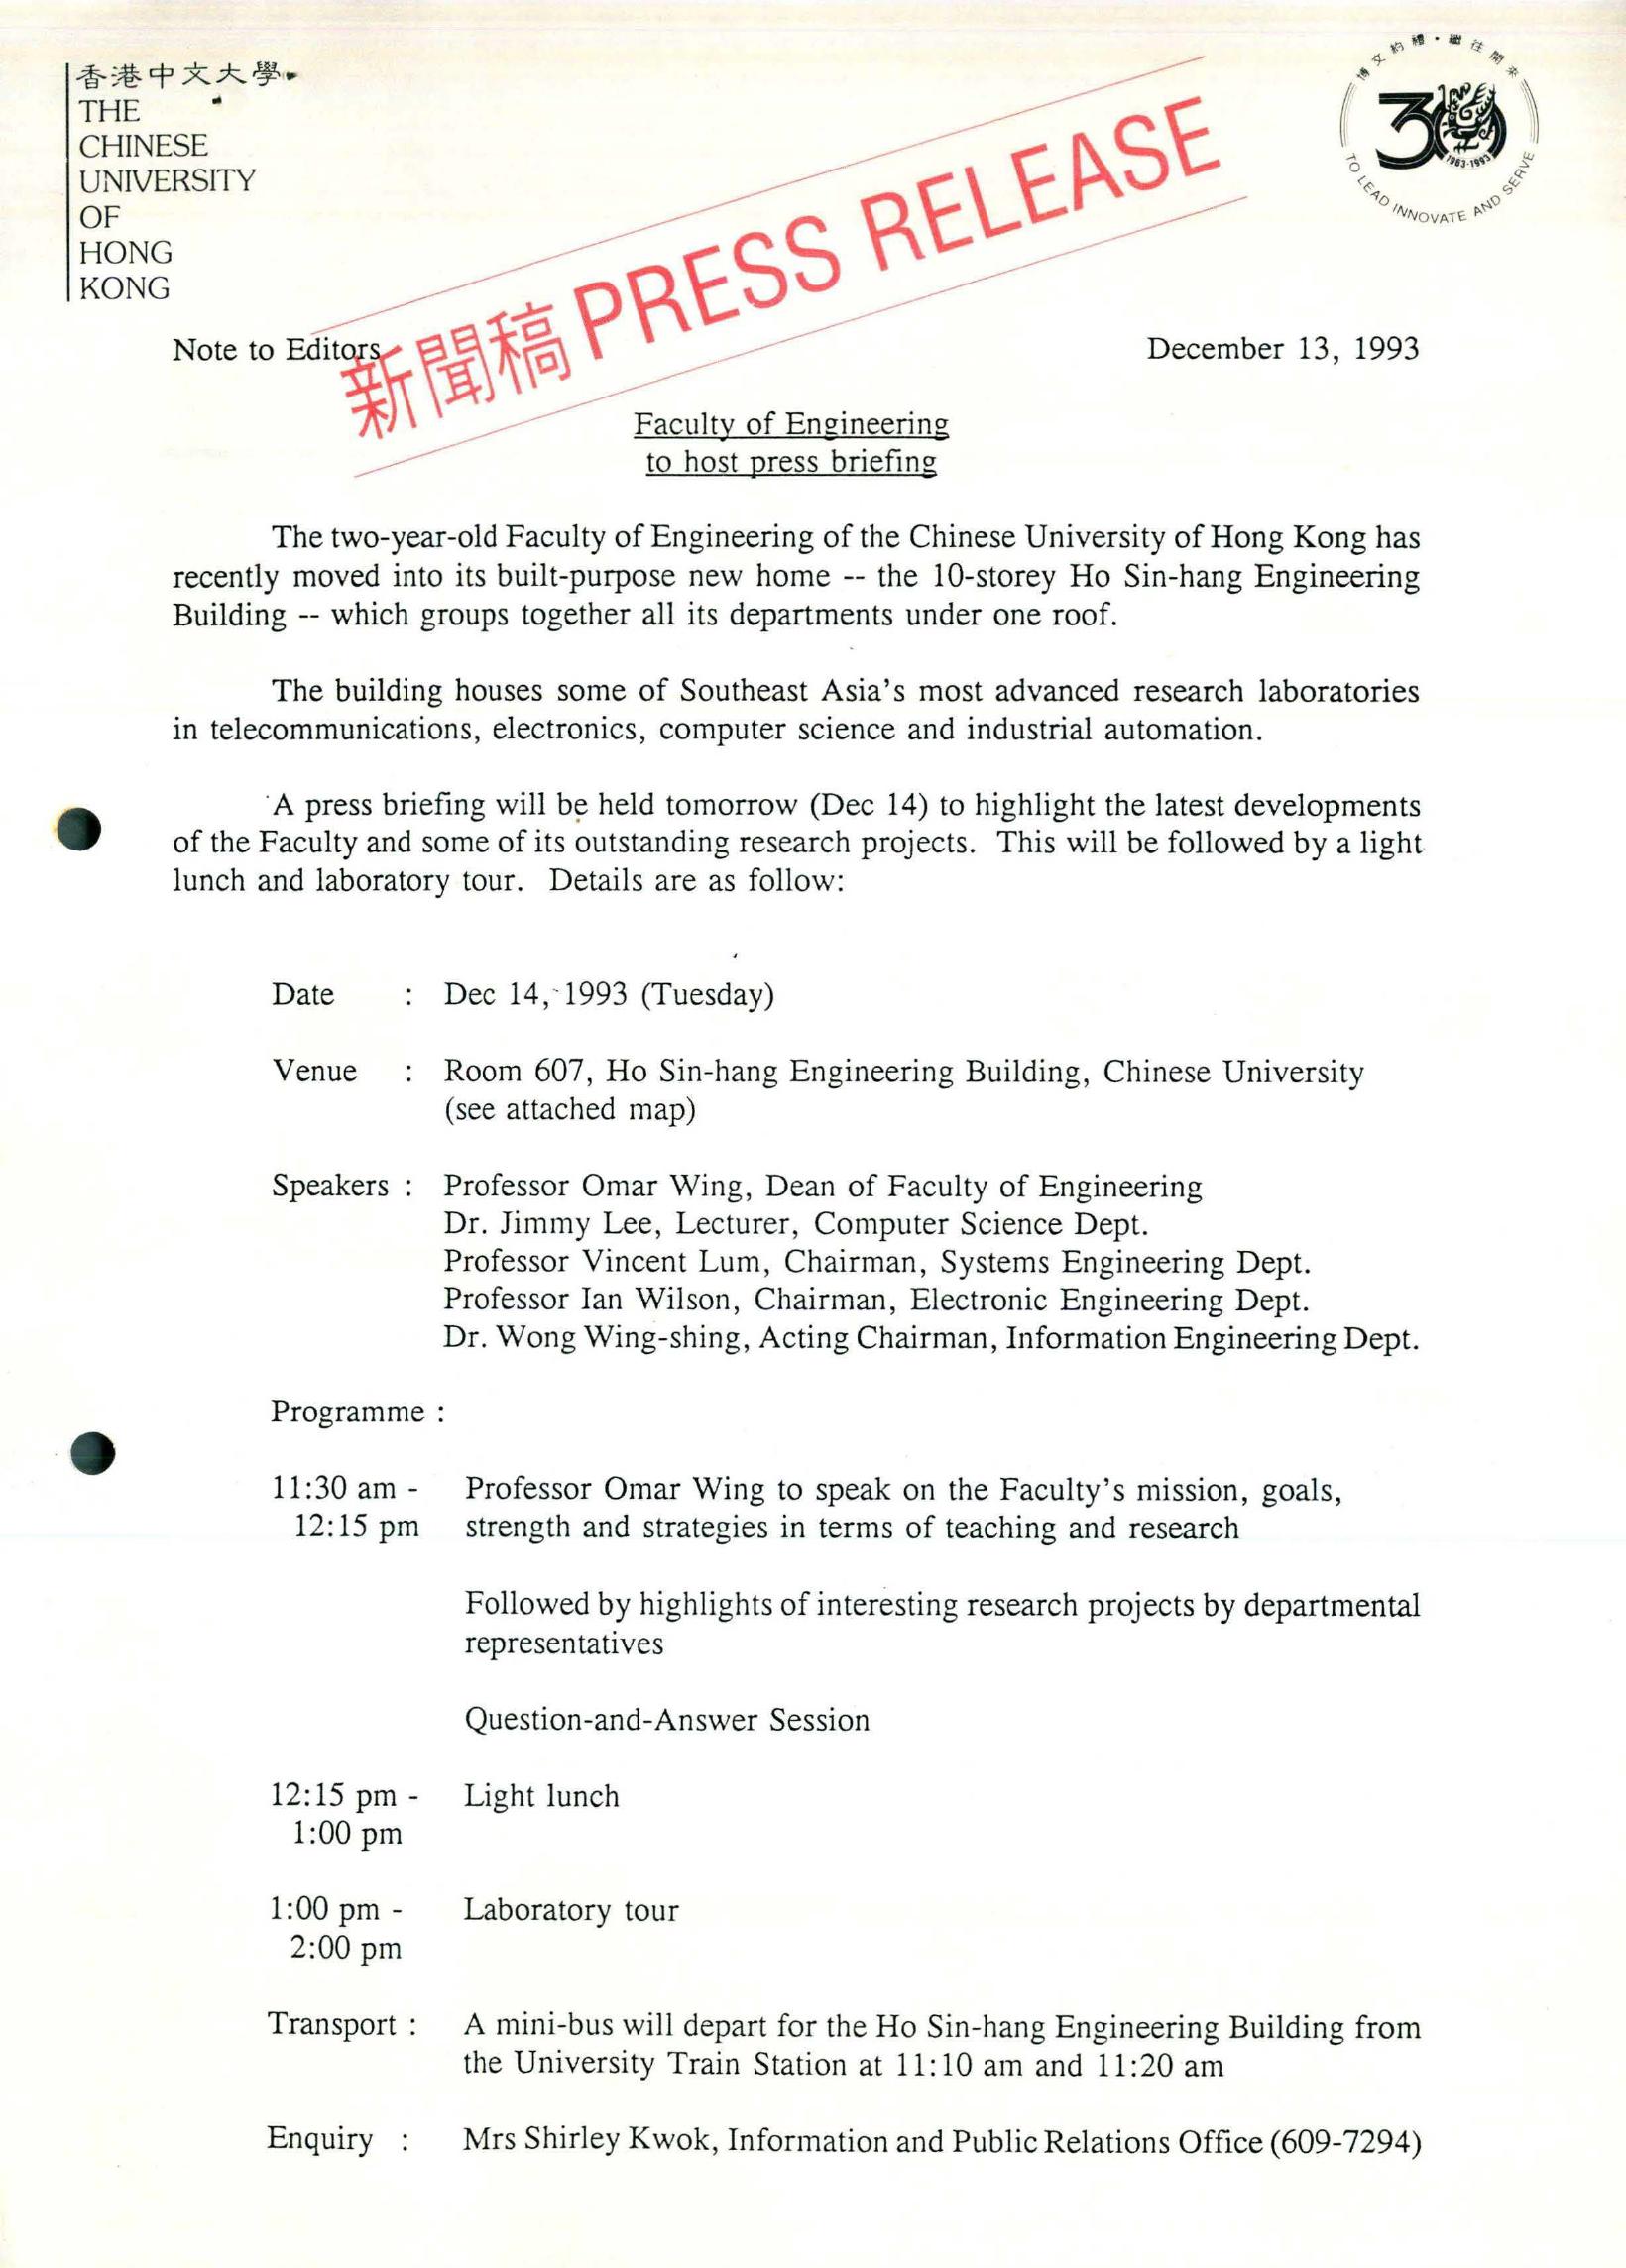 香港中文大學
THE
CHINESE
UNIVERSITY
OF
HONG
KONG
博文約禮·繼往開來
30
1963-1993
TO LEAD INNOVATE AND SERVE
新聞稿 PRESS RELEASE
Note to Editors
December 13, 1993
Faculty of Engineering
to host press briefing
The two-year-old Faculty of Engineering of the Chinese University of Hong Kong has
recently moved into its built-purpose new home -- the 10-storey Ho Sin-hang Engineering
Building -- which groups together all its departments under one roof.
The building houses some of Southeast Asia's most advanced research laboratories
in telecommunications, electronics, computer science and industrial automation.
A press briefing will be held tomorrow (Dec 14) to highlight the latest developments
of the Faculty and some of its outstanding research projects. This will be followed by a light
lunch and laboratory tour. Details are as follow:
Date : Dec 14, 1993 (Tuesday)
Venue : Room 607, Ho Sin-hang Engineering Building, Chinese University
(see attached map)
Speakers : Professor Omar Wing, Dean of Faculty of Engineering
Dr. Jimmy Lee, Lecturer, Computer Science Dept.
Professor Vincent Lum, Chairman, Systems Engineering Dept.
Professor Ian Wilson, Chairman, Electronic Engineering Dept.
Dr. Wong Wing-shing, Acting Chairman, Information Engineering Dept.
Programme :
11:30 am - Professor Omar Wing to speak on the Faculty's mission, goals,
12:15 pm strength and strategies in terms of teaching and research
Followed by highlights of interesting research projects by departmental
representatives
Question-and-Answer Session
12:15 pm - Light lunch
1:00 pm
1:00 pm - Laboratory tour
2:00 pm
Transport : A mini-bus will depart for the Ho Sin-hang Engineering Building from
the University Train Station at 11:10 am and 11:20 am
Enquiry : Mrs Shirley Kwok, Information and Public Relations Office (609-7294)